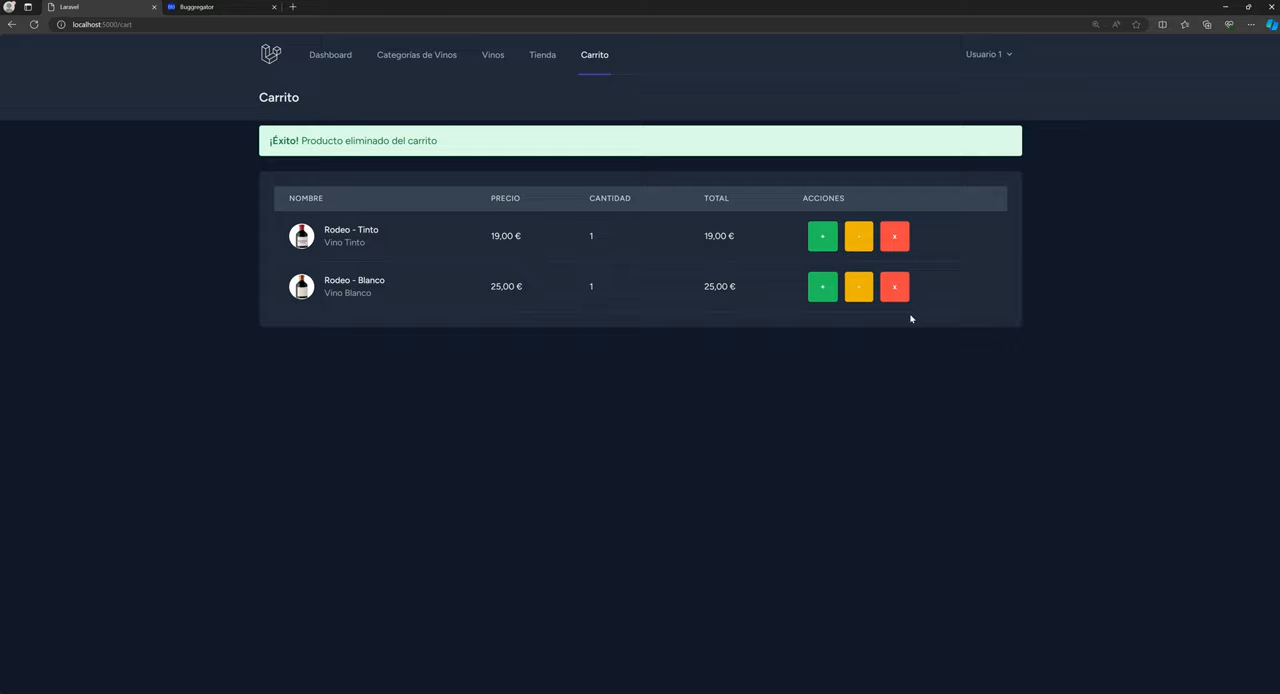 Laravel
Buggregator
localhost:5000/cart
Dashboard
Categorías de Vinos
Vinos
Tienda
Carrito
Usuario 1
Carrito
¡Éxito! Producto eliminado del carrito
NOMBRE PRECIO CANTIDAD TOTAL ACCIONES
Rodeo - Tinto
Vino Tinto
19,00 € 1 19,00 € + - x
Rodeo - Blanco
Vino Blanco
25,00 € 1 25,00 € + - x